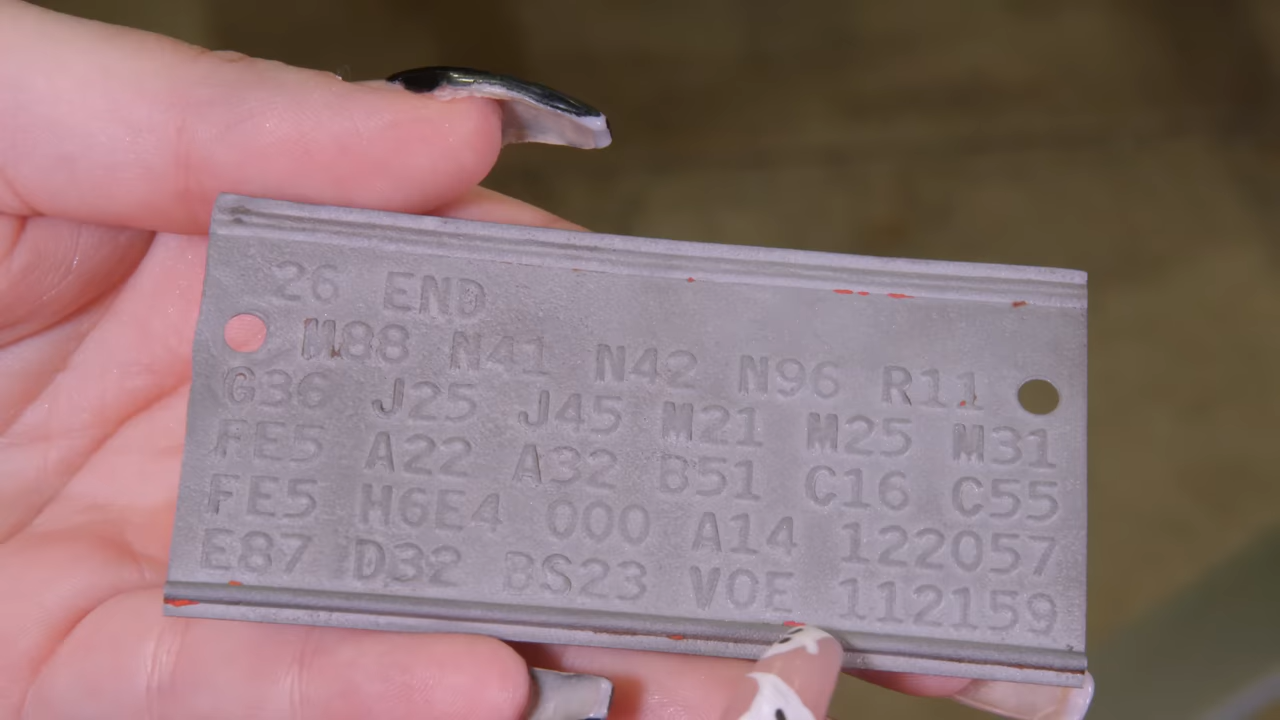 26 END
M88 N41 N42 N96 R11
G36 J25 J45 M21 M25 M31
FE5 A22 A32 B51 C16 C55
FE5 H6E4 000 A14 122057
E87 D32 BS23 VOE 112159